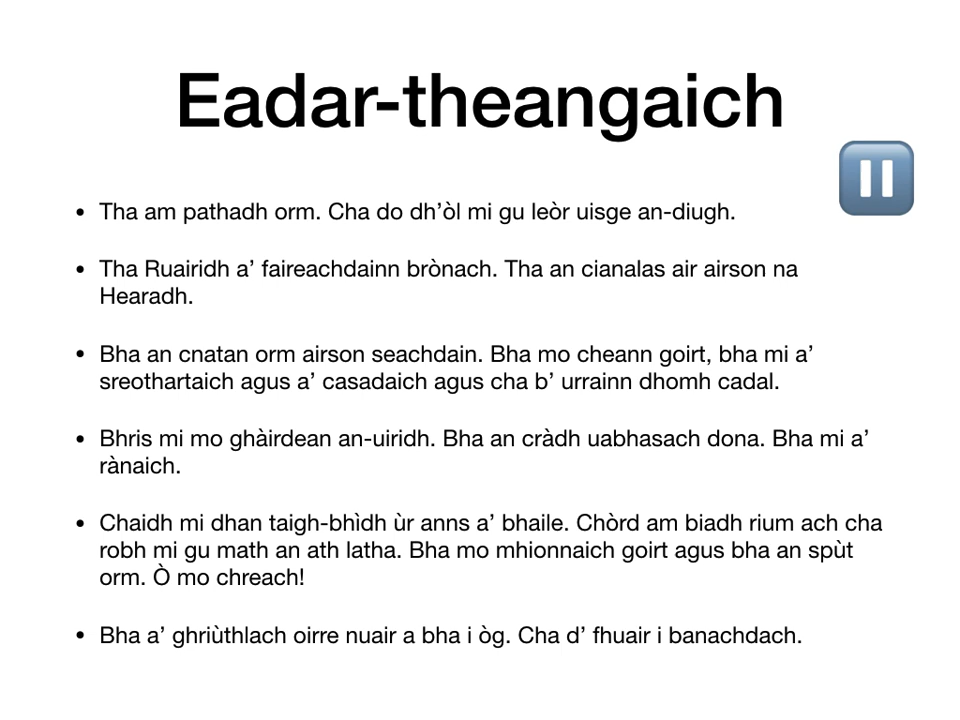 Eadar-theangaich
• Tha am pathadh orm. Cha do dh’òl mi gu leòr uisge an-diugh.
• Tha Ruairidh a’ faireachdainn brònach. Tha an cianalas air airson na
Hearadh.
• Bha an cnatan orm airson seachdain. Bha mo cheann goirt, bha mi a’
sreothartaich agus a’ casadaich agus cha b’ urrainn dhomh cadal.
• Bhris mi mo ghàirdean an-uiridh. Bha an cràdh uabhasach dona. Bha mi a’
rànaich.
• Chaidh mi dhan taigh-bhìdh ùr anns a’ bhaile. Chòrd am biadh rium ach cha
robh mi gu math an ath latha. Bha mo mhionnaich goirt agus bha an spùt
orm. Ò mo chreach!
• Bha a’ ghriùthlach oirre nuair a bha i òg. Cha d’ fhuair i banachdach.